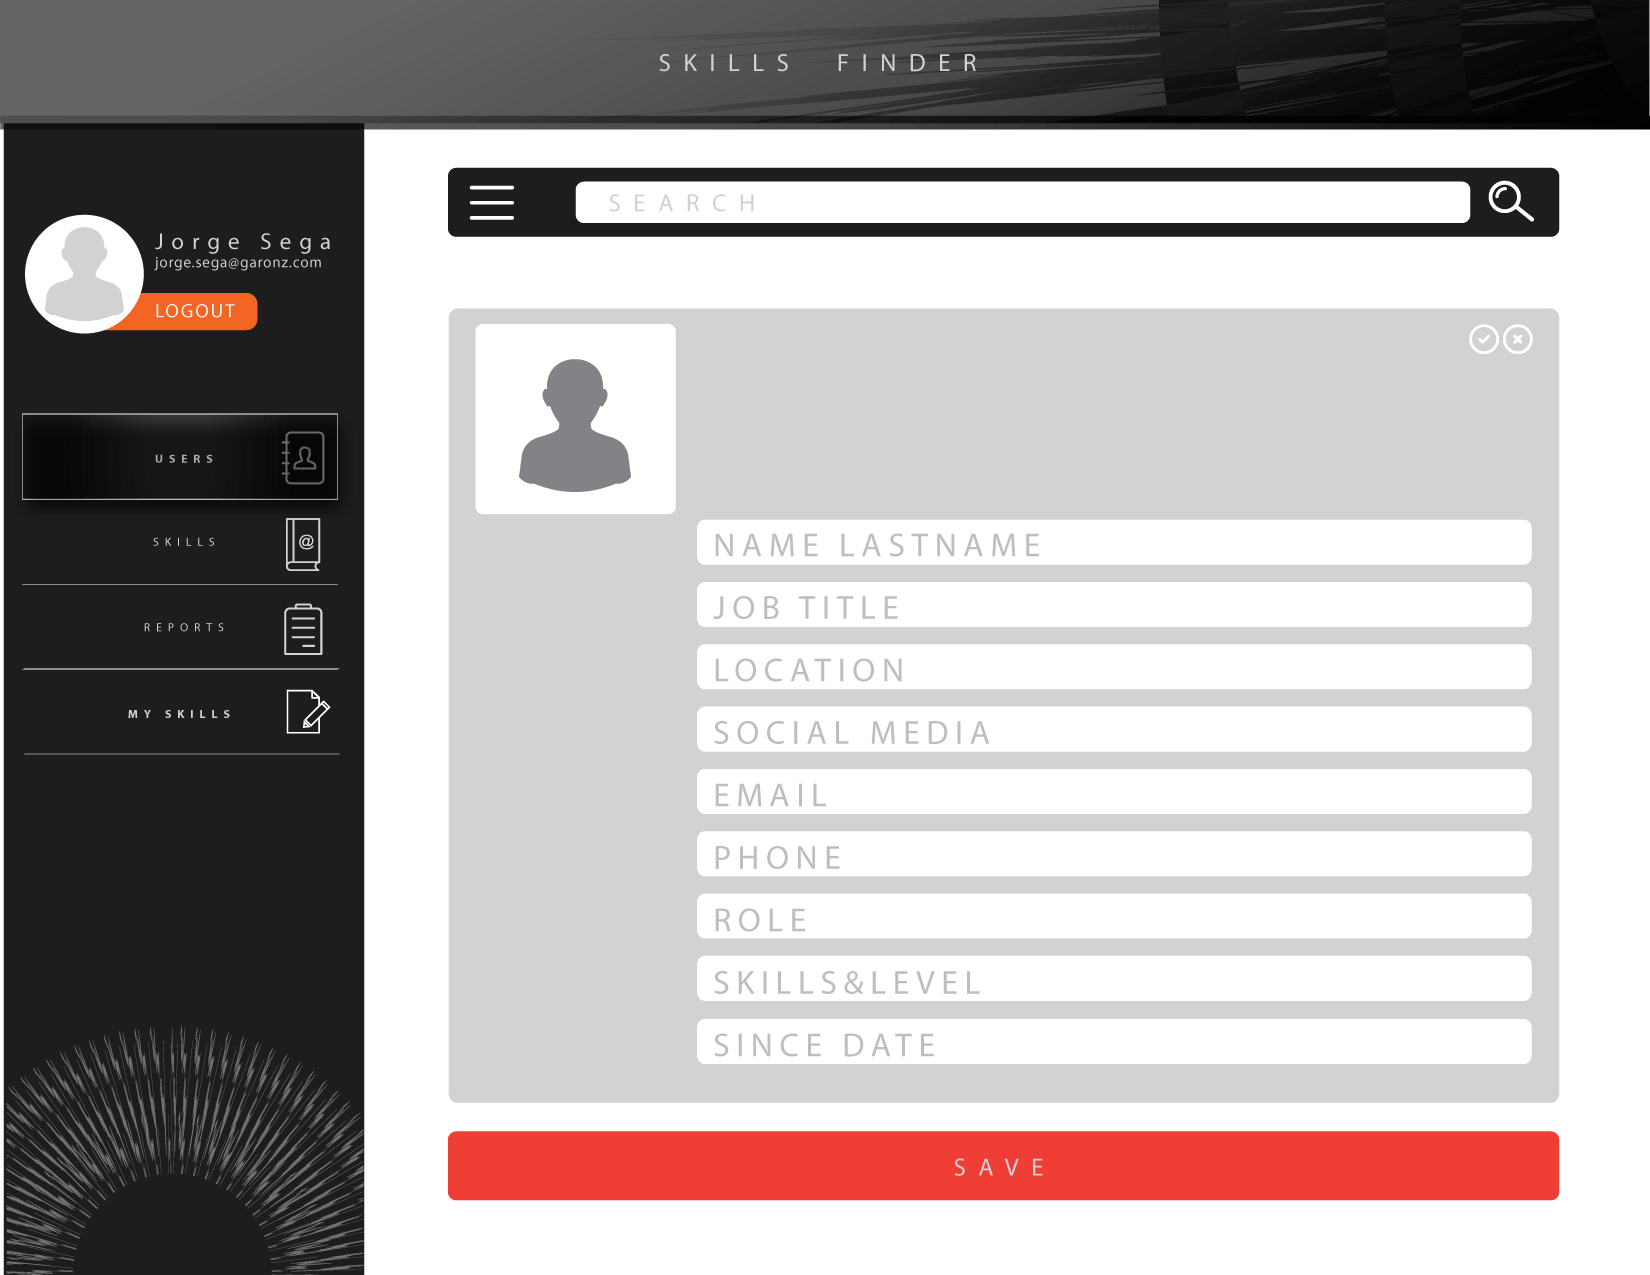 SKILLS FINDER
Jorge Sega
jorge.sega@garonz.com
LOGOUT
USERS
SKILLS
@
REPORTS
MY SKILLS
SEARCH
NAME LASTNAME
JOB TITLE
LOCATION
SOCIAL MEDIA
EMAIL
PHONE
ROLE
SKILLS&LEVEL
SINCE DATE
SAVE